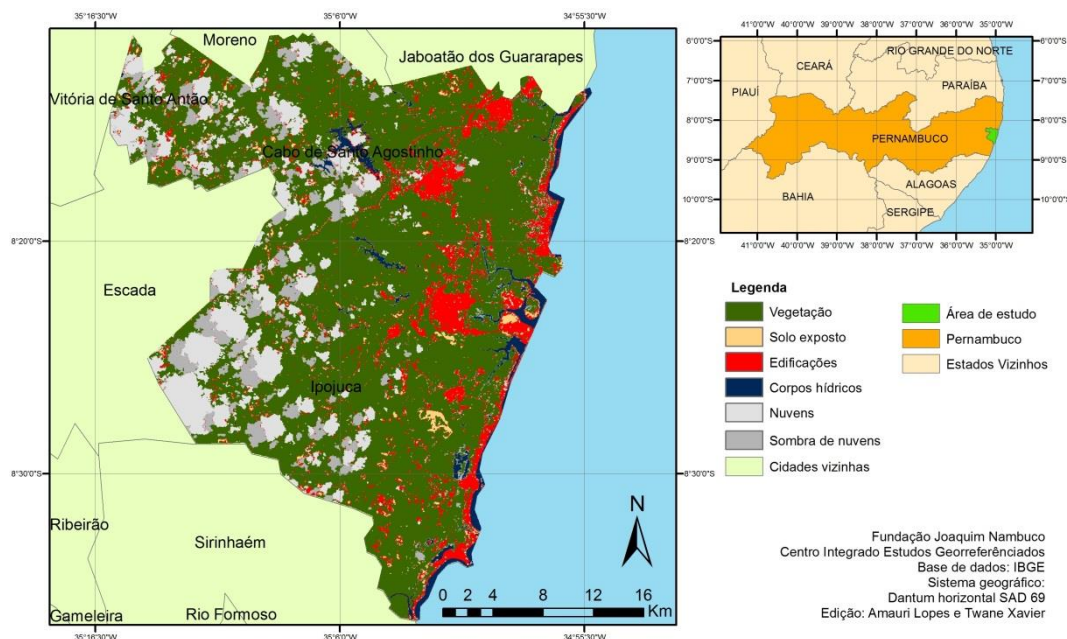 35°16'30"S
35°6'0"S
34°55'30"S
Moreno
Jaboatão dos Guararapes
Vitória de Santo Antão
Cabo de Santo Agostinho
8°20'0"S
8°20'0"S
Escada
Ipojuca
8°30'0"S
8°30'0"S
Ribeirão
Sirinhaém
Gameleira
Rio Formoso
N
0 2 4 8 12 16
Km
35°16'30"S
35°6'0"S
34°55'30"S
41°0'0"S 40°0'0"S 39°0'0"S 38°0'0"S 37°0'0"S 36°0'0"S 35°0'0"S
6°0'0"S
6°0'0"S
RIO GRANDE DO NORTE
CEARÁ
7°0'0"S
7°0'0"S
PIAUÍ
PARAÍBA
8°0'0"S
8°0'0"S
PERNAMBUCO
9°0'0"S
9°0'0"S
ALAGOAS
BAHIA
SERGIPE
10°0'0"S
10°0'0"S
41°0'0"S 40°0'0"S 39°0'0"S 38°0'0"S 37°0'0"S 36°0'0"S 35°0'0"S
Legenda
Vegetação
Solo exposto
Edificações
Corpos hídricos
Nuvens
Sombra de nuvens
Cidades vizinhas
Área de estudo
Pernambuco
Estados Vizinhos
Fundação Joaquim Nambuco
Centro Integrado Estudos Georreferênciados
Base de dados: IBGE
Sistema geográfico:
Dantum horizontal SAD 69
Edição: Amauri Lopes e Twane Xavier